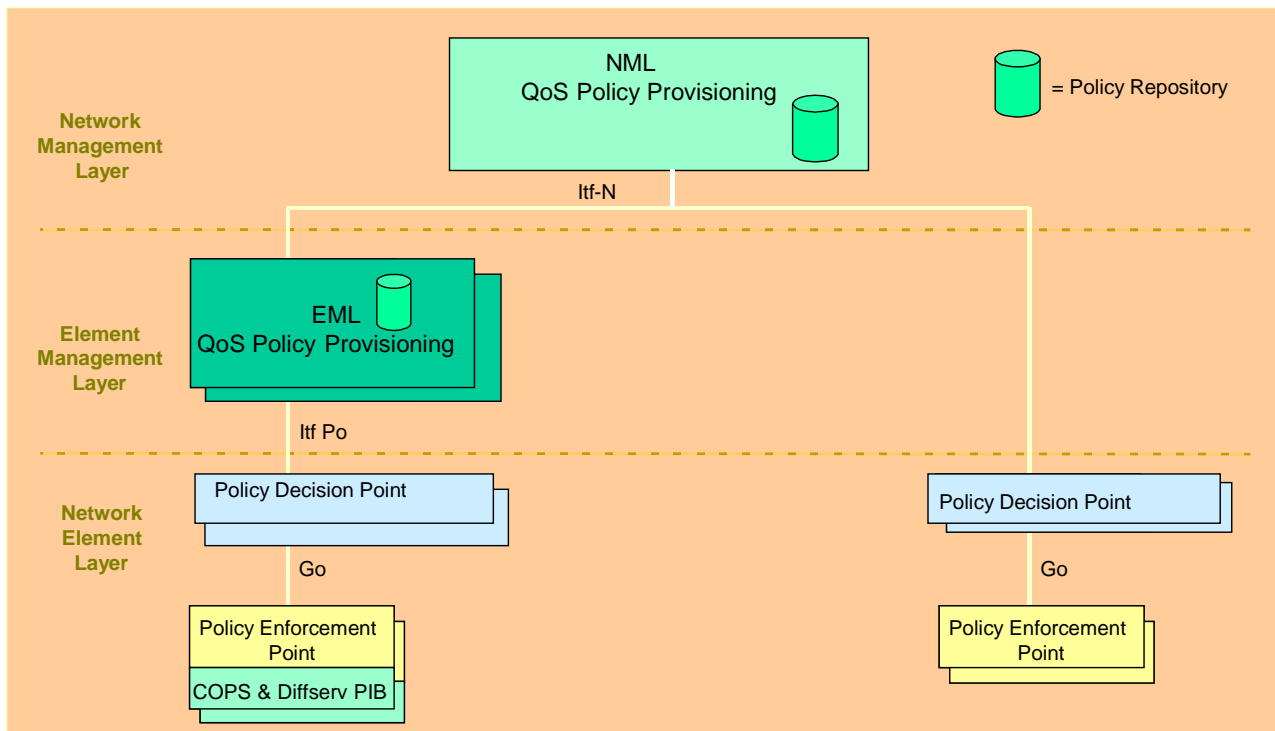 NML
QoS Policy Provisioning
= Policy Repository
Network
Management
Layer
Itf-N
EML
QoS Policy Provisioning
Element
Management
Layer
Itf Po
Policy Decision Point
Policy Decision Point
Network
Element
Layer
Go
Go
Policy Enforcement
Point
COPS & Diffserv PIB
Policy Enforcement
Point